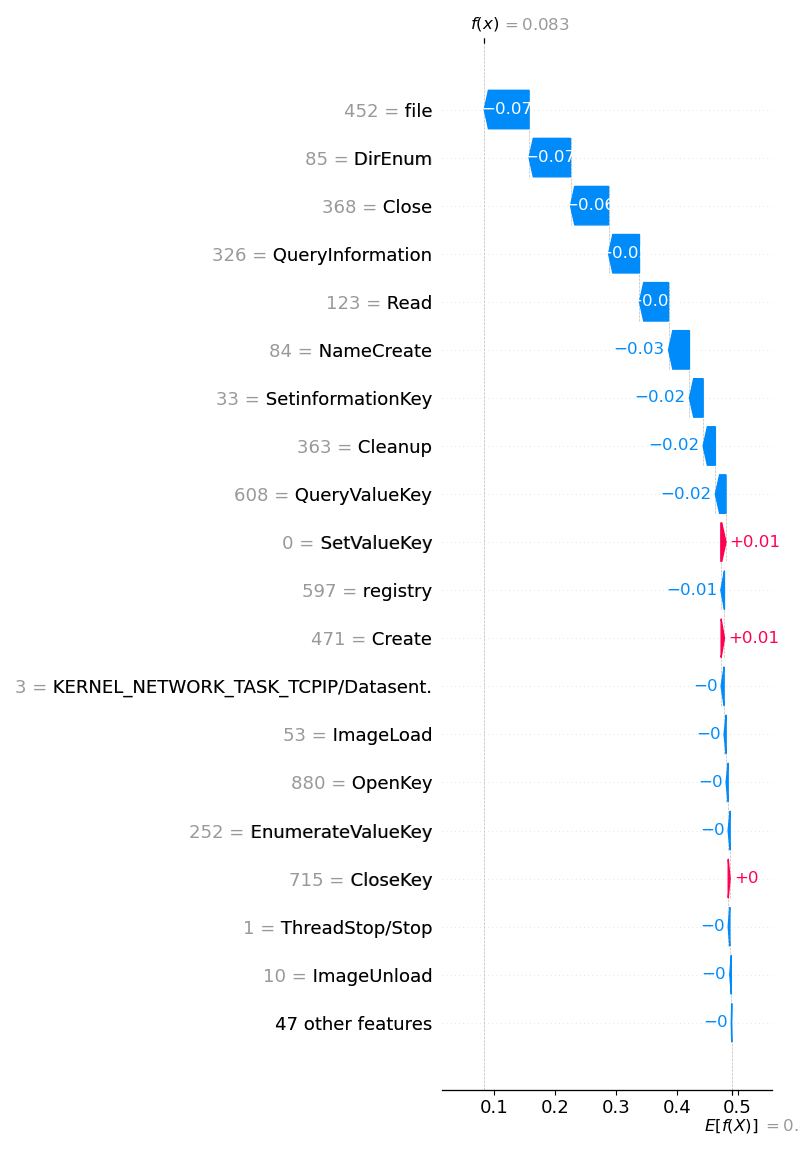 f(x) = 0.083
452 = file −0.07
85 = DirEnum −0.07
368 = Close −0.06
326 = QueryInformation −0.0
123 = Read −0.0
84 = NameCreate −0.03
33 = SetinformationKey −0.02
363 = Cleanup −0.02
608 = QueryValueKey −0.02
0 = SetValueKey +0.01
597 = registry −0.01
471 = Create +0.01
3 = KERNEL_NETWORK_TASK_TCPIP/Datasent. −0
53 = ImageLoad −0
880 = OpenKey −0
252 = EnumerateValueKey −0
715 = CloseKey +0
1 = ThreadStop/Stop −0
10 = ImageUnload −0
47 other features −0
0.1 0.2 0.3 0.4 0.5
E[f(X)] = 0.